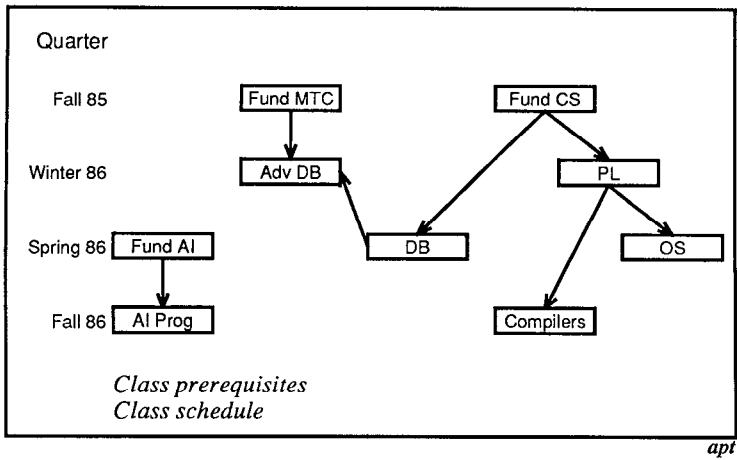 Quarter
Fall 85 Fund MTC Fund CS
Winter 86 Adv DB PL
Spring 86 Fund AI DB OS
Fall 86 AI Prog Compilers
Class prerequisites
Class schedule
apt